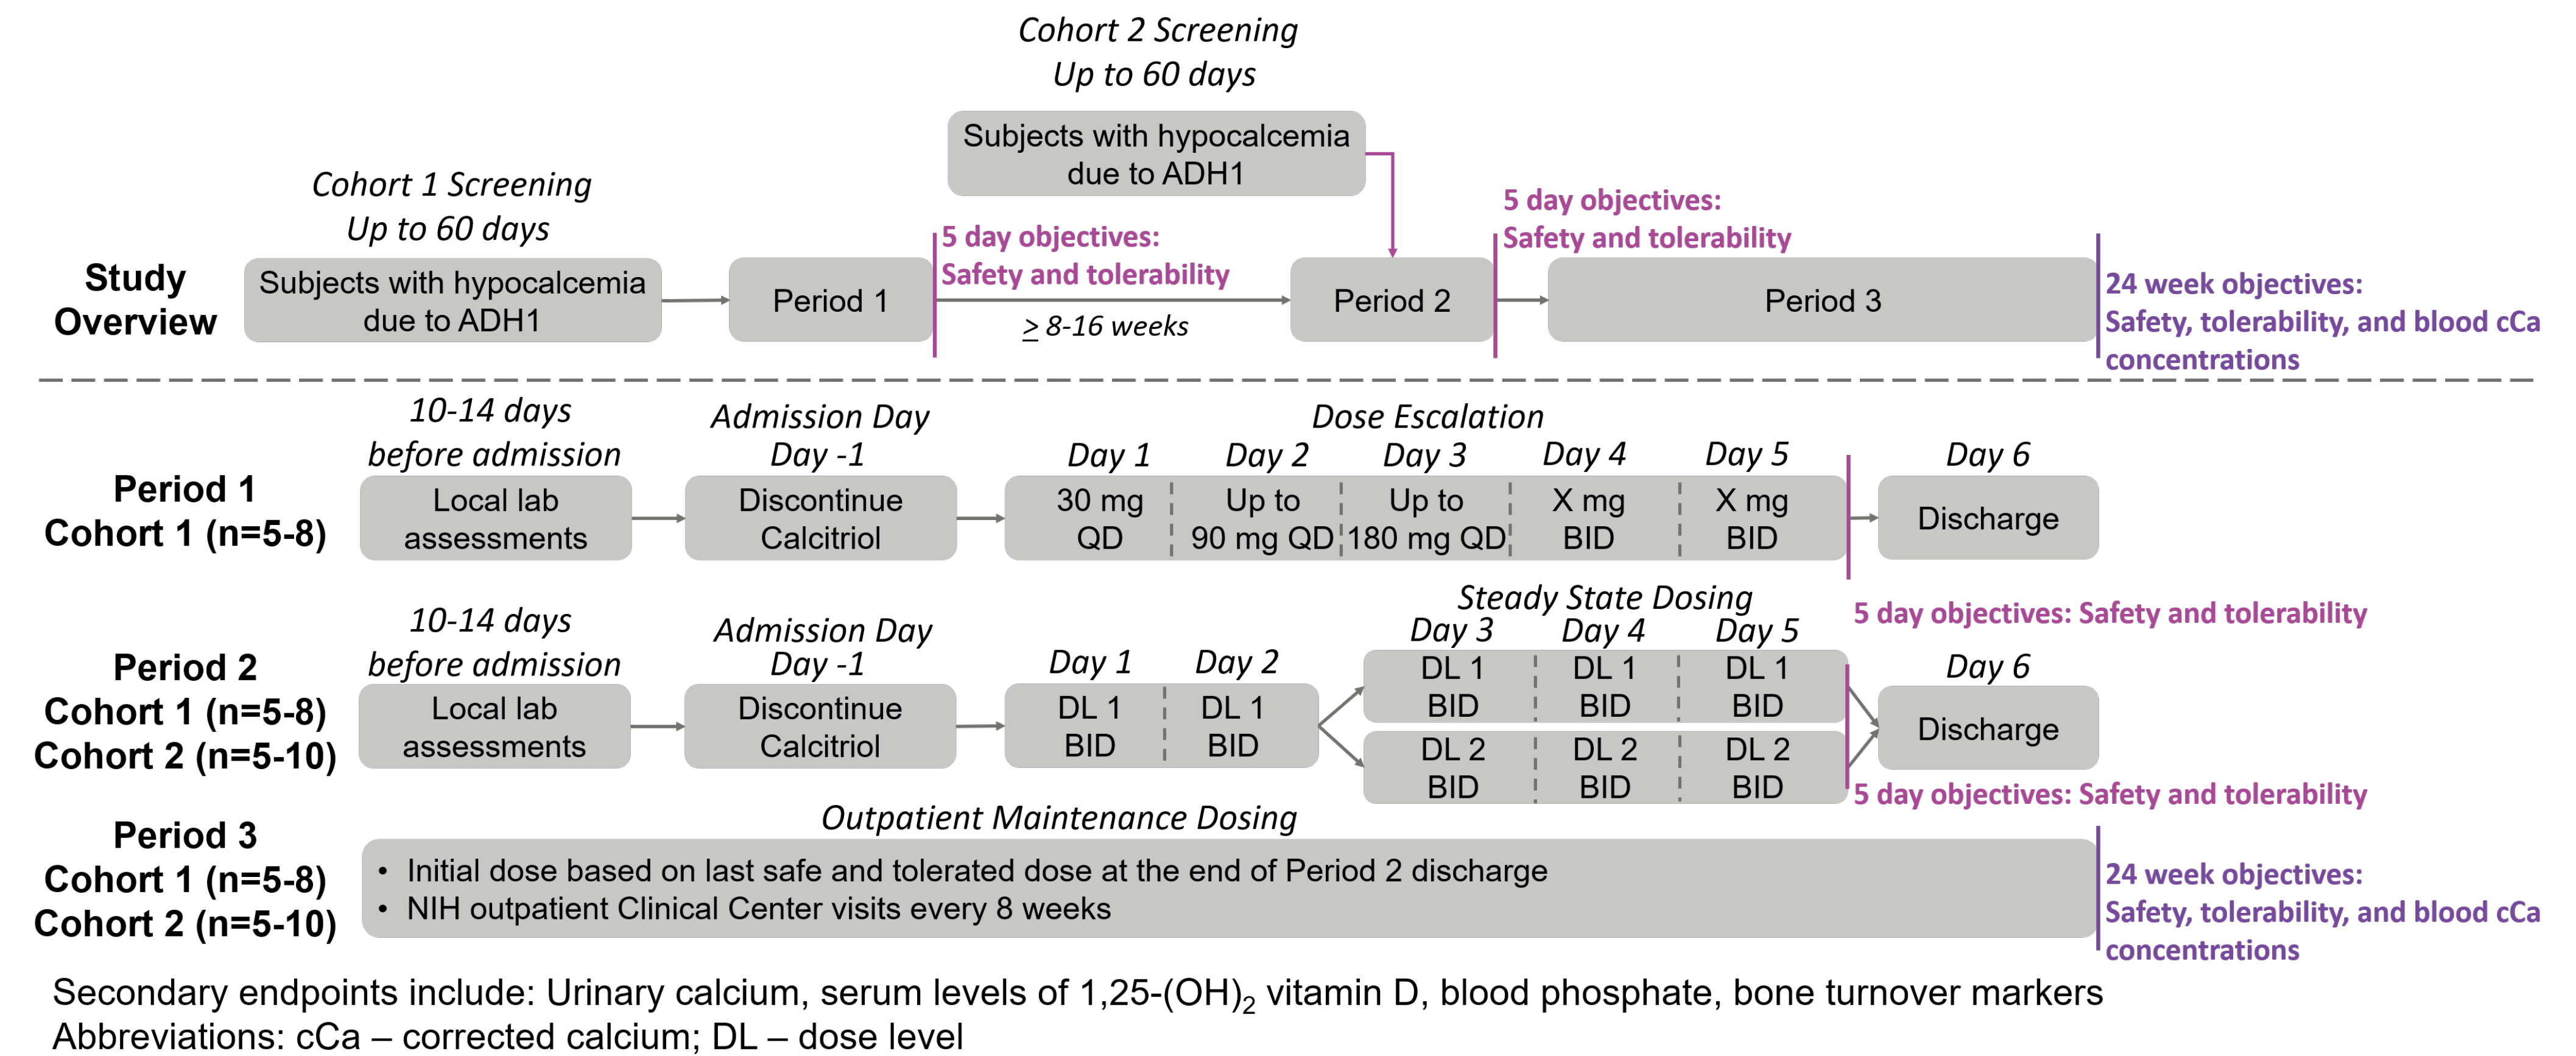 Cohort 2 Screening
Up to 60 days
Subjects with hypocalcemia
due to ADH1
Cohort 1 Screening
Up to 60 days
Study
Overview
Subjects with hypocalcemia
due to ADH1
Period 1
5 day objectives:
Safety and tolerability
≥ 8-16 weeks
Period 2
5 day objectives:
Safety and tolerability
Period 3
24 week objectives:
Safety, tolerability, and blood cCa
concentrations
Period 1
Cohort 1 (n=5-8)
10-14 days
before admission
Local lab
assessments
Admission Day
Day -1
Discontinue
Calcitriol
Dose Escalation
Day 1
30 mg
QD
Day 2
Up to
90 mg QD
Day 3
Up to
180 mg QD
Day 4
X mg
BID
Day 5
X mg
BID
Day 6
Discharge
5 day objectives: Safety and tolerability
Period 2
Cohort 1 (n=5-8)
Cohort 2 (n=5-10)
10-14 days
before admission
Local lab
assessments
Admission Day
Day -1
Discontinue
Calcitriol
Day 1
DL 1
BID
Day 2
DL 1
BID
Steady State Dosing
Day 3
Day 4
Day 5
DL 1
BID
DL 1
BID
DL 1
BID
DL 2
BID
DL 2
BID
DL 2
BID
Day 6
Discharge
5 day objectives: Safety and tolerability
Period 3
Cohort 1 (n=5-8)
Cohort 2 (n=5-10)
Outpatient Maintenance Dosing
• Initial dose based on last safe and tolerated dose at the end of Period 2 discharge
• NIH outpatient Clinical Center visits every 8 weeks
24 week objectives:
Safety, tolerability, and blood cCa
concentrations
Secondary endpoints include: Urinary calcium, serum levels of 1,25-(OH)₂ vitamin D, blood phosphate, bone turnover markers
Abbreviations: cCa – corrected calcium; DL – dose level